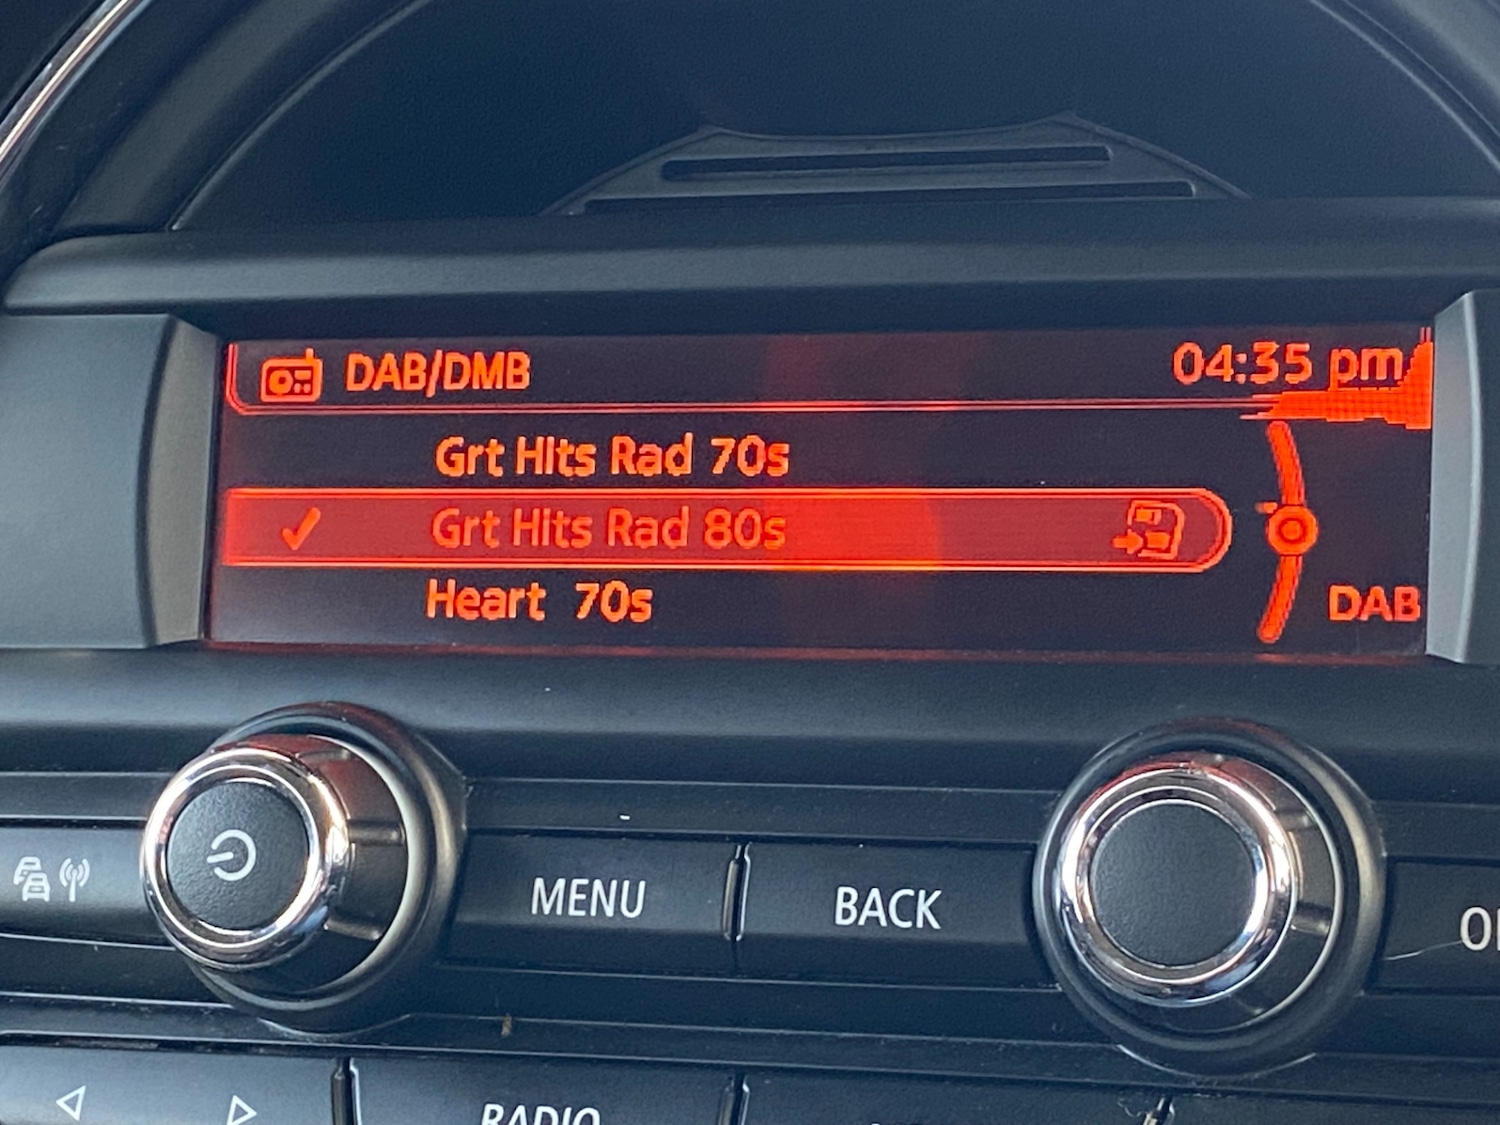 DAB/DMB 04:35 pm
Grt Hits Rad 70s
Grt Hits Rad 80s
Heart 70s
DAB
MENU BACK
RADIO